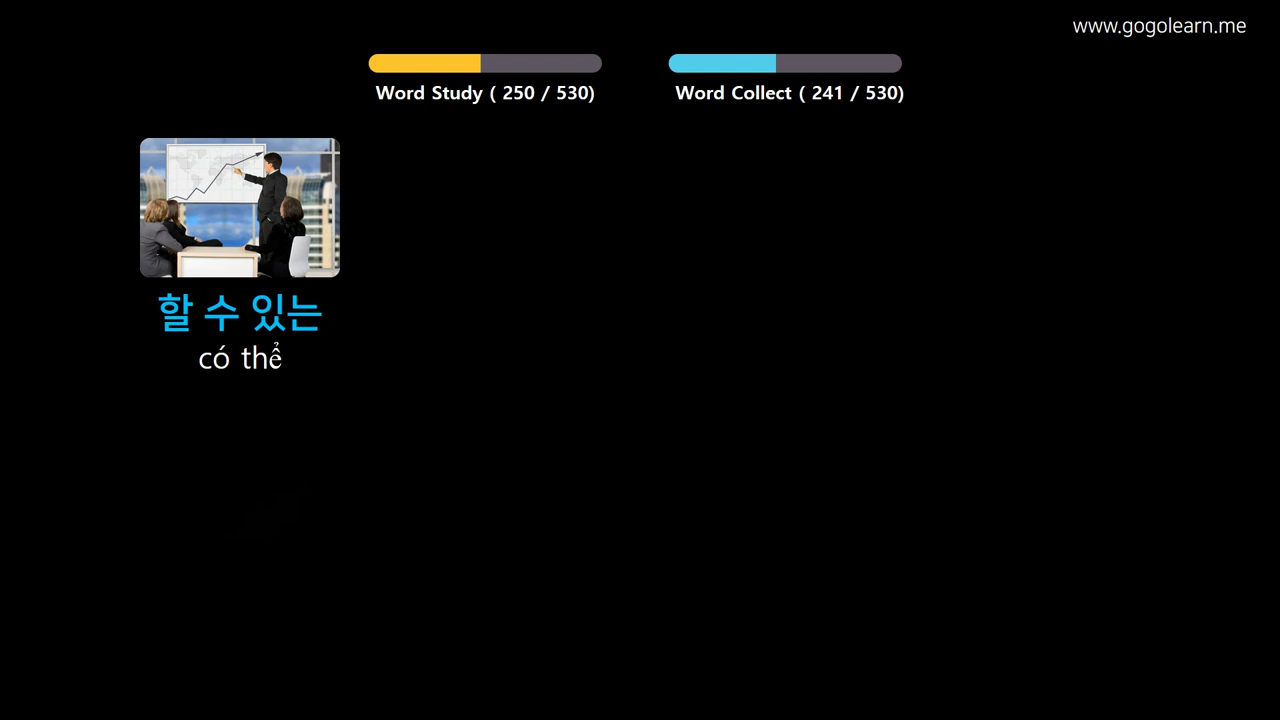 www.gogolearn.me
Word Study ( 250 / 530)
Word Collect ( 241 / 530)
할 수 있는
có thể